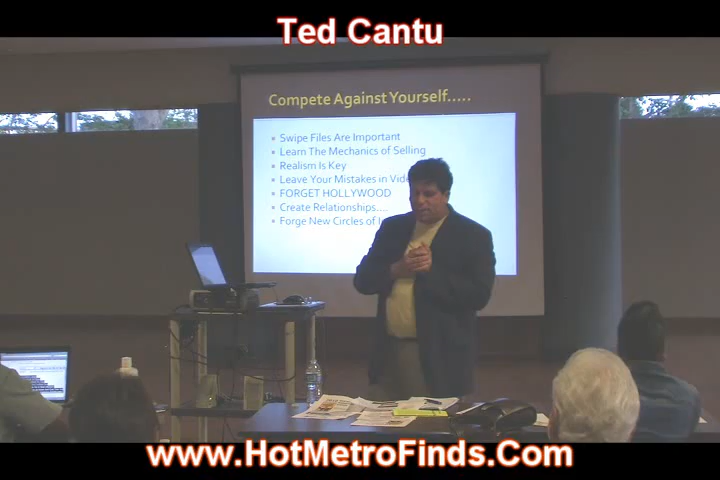 Ted Cantu
Compete Against Yourself.....
Swipe Files Are Important
Learn The Mechanics of Selling
Realism Is Key
Leave Your Mistakes in
FORGET HOLLYWOOD
Create Relationships....
Forge New Circles of
www.HotMetroFinds.Com